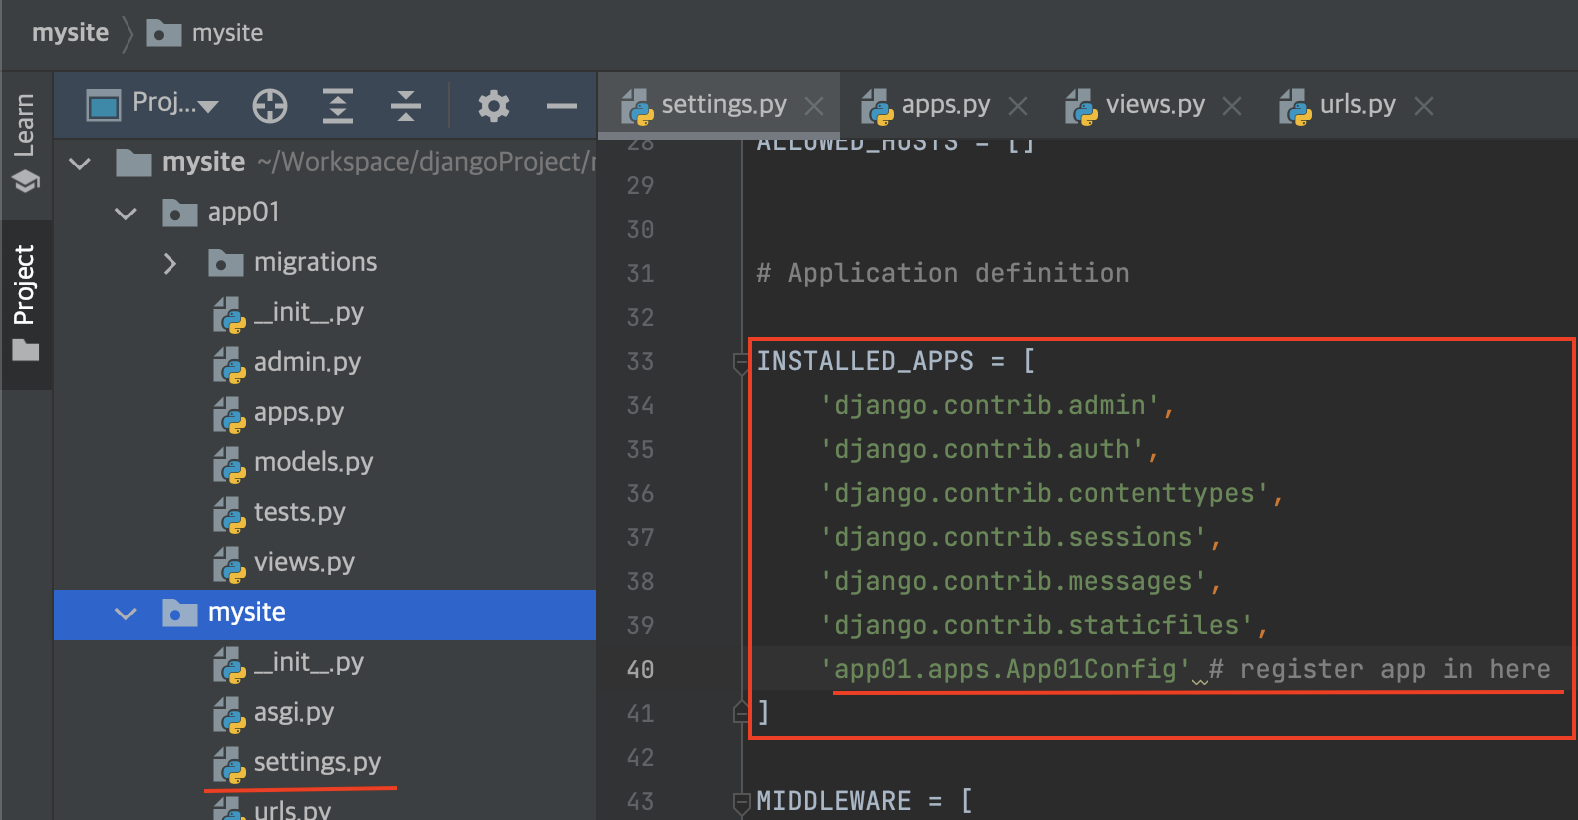 mysite mysite
Learn
Project
Proj...
mysite ~/Workspace/djangoProject/
app01
migrations
__init__.py
admin.py
apps.py
models.py
tests.py
views.py
mysite
__init__.py
asgi.py
settings.py
urls.py
settings.py apps.py views.py urls.py
28 ALLOWED_HOSTS = []
29
30
31 # Application definition
32
33 INSTALLED_APPS = [
34 'django.contrib.admin',
35 'django.contrib.auth',
36 'django.contrib.contenttypes',
37 'django.contrib.sessions',
38 'django.contrib.messages',
39 'django.contrib.staticfiles',
40 'app01.apps.App01Config' # register app in here
41 ]
42
43 MIDDLEWARE = [